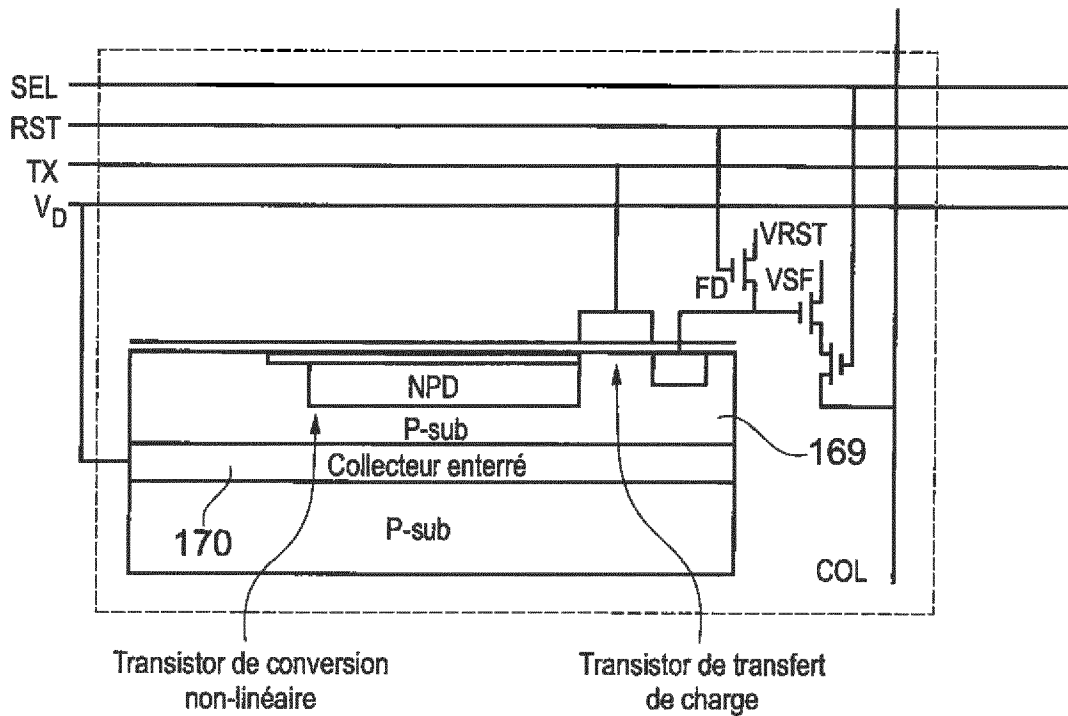 SEL
RST
TX
VD
VRST
FD
VSF
NPD
P-sub
169
Collecteur enterré
170
P-sub
COL
Transistor de conversion
non-linéaire
Transistor de transfert
de charge